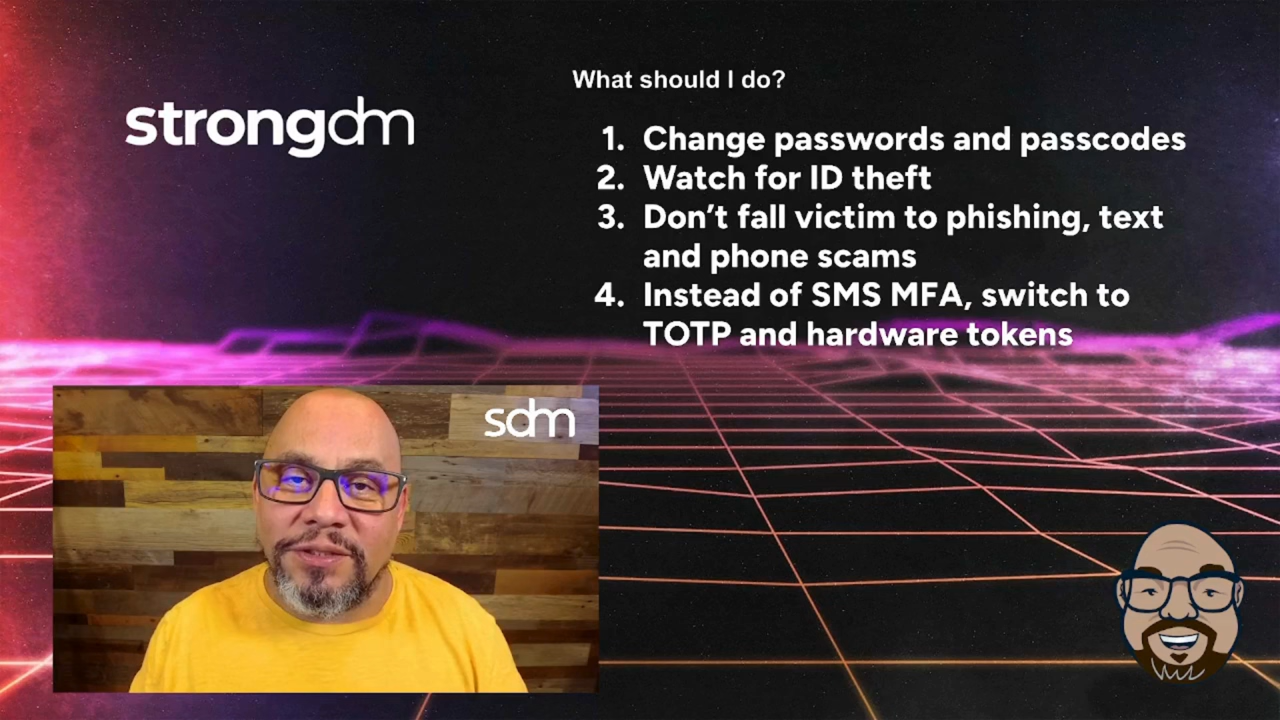 strongdm
What should I do?
1. Change passwords and passcodes
2. Watch for ID theft
3. Don’t fall victim to phishing, text
and phone scams
4. Instead of SMS MFA, switch to
TOTP and hardware tokens
sdm